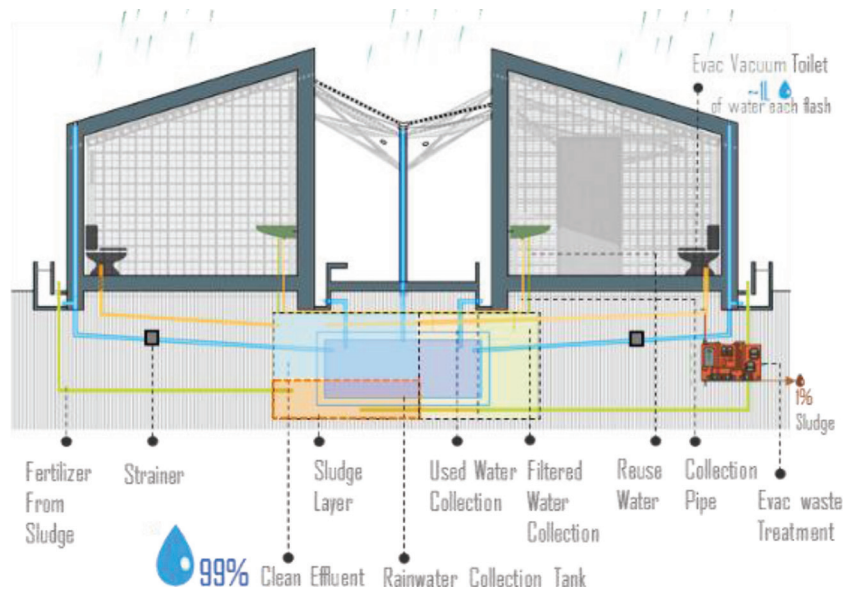 Evac Vacuum Toilet
~1L
of water each flash
1%
Sludge
Fertilizer
From
Sludge
Strainer
Sludge
Layer
Used Water
Collection
Filtered
Water
Collection
Reuse
Water
Collection
Pipe
Evac waste
Treatment
99%
Clean Effluent
Rainwater Collection Tank